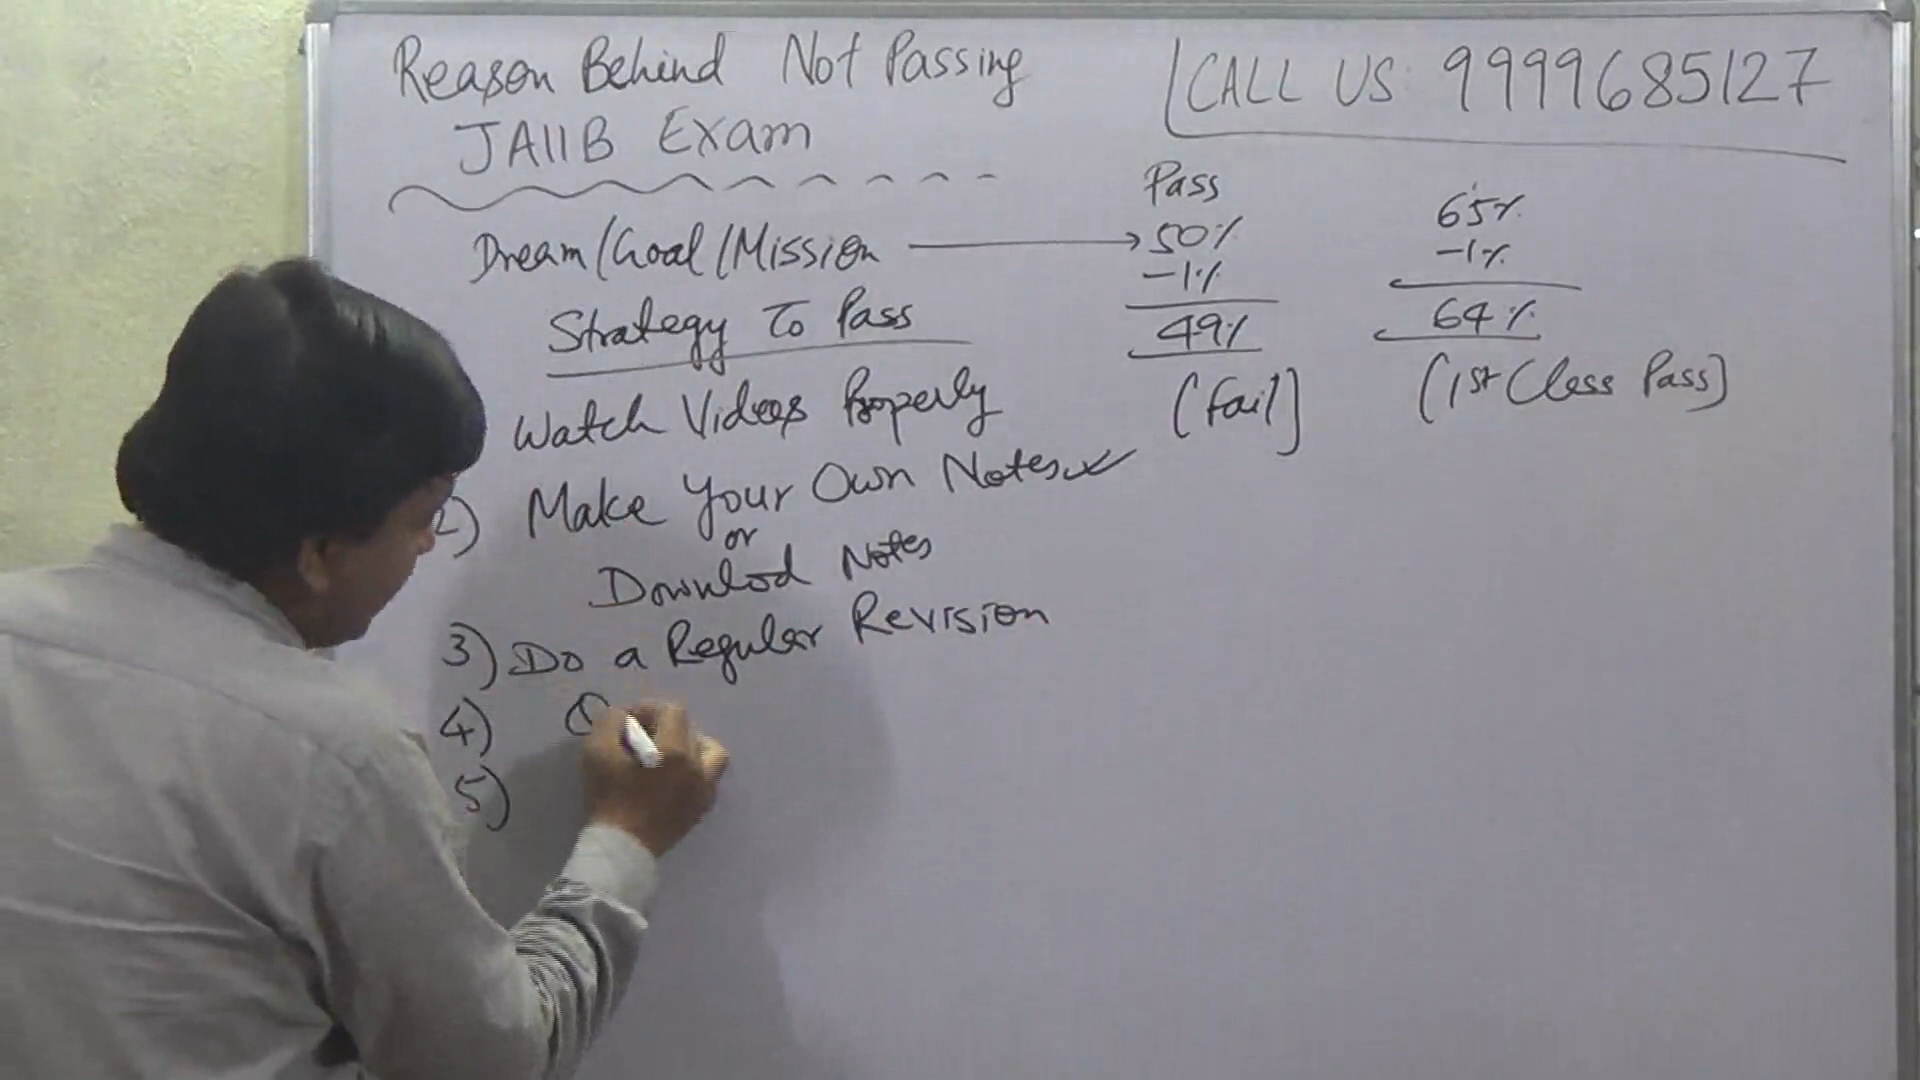 Reason Behind Not Passing
JAIIB Exam
CALL US: 9999685127
Dream/Goal/Mission → 50%
Pass
-1%
49%
(Fail)
65%
-1%
64%
(1st Class Pass)
Strategy To Pass
Watch Videos Properly
2) Make Your Own Notes ✓
or
Downlod Notes
3) Do a Regular Revision
4)
5)